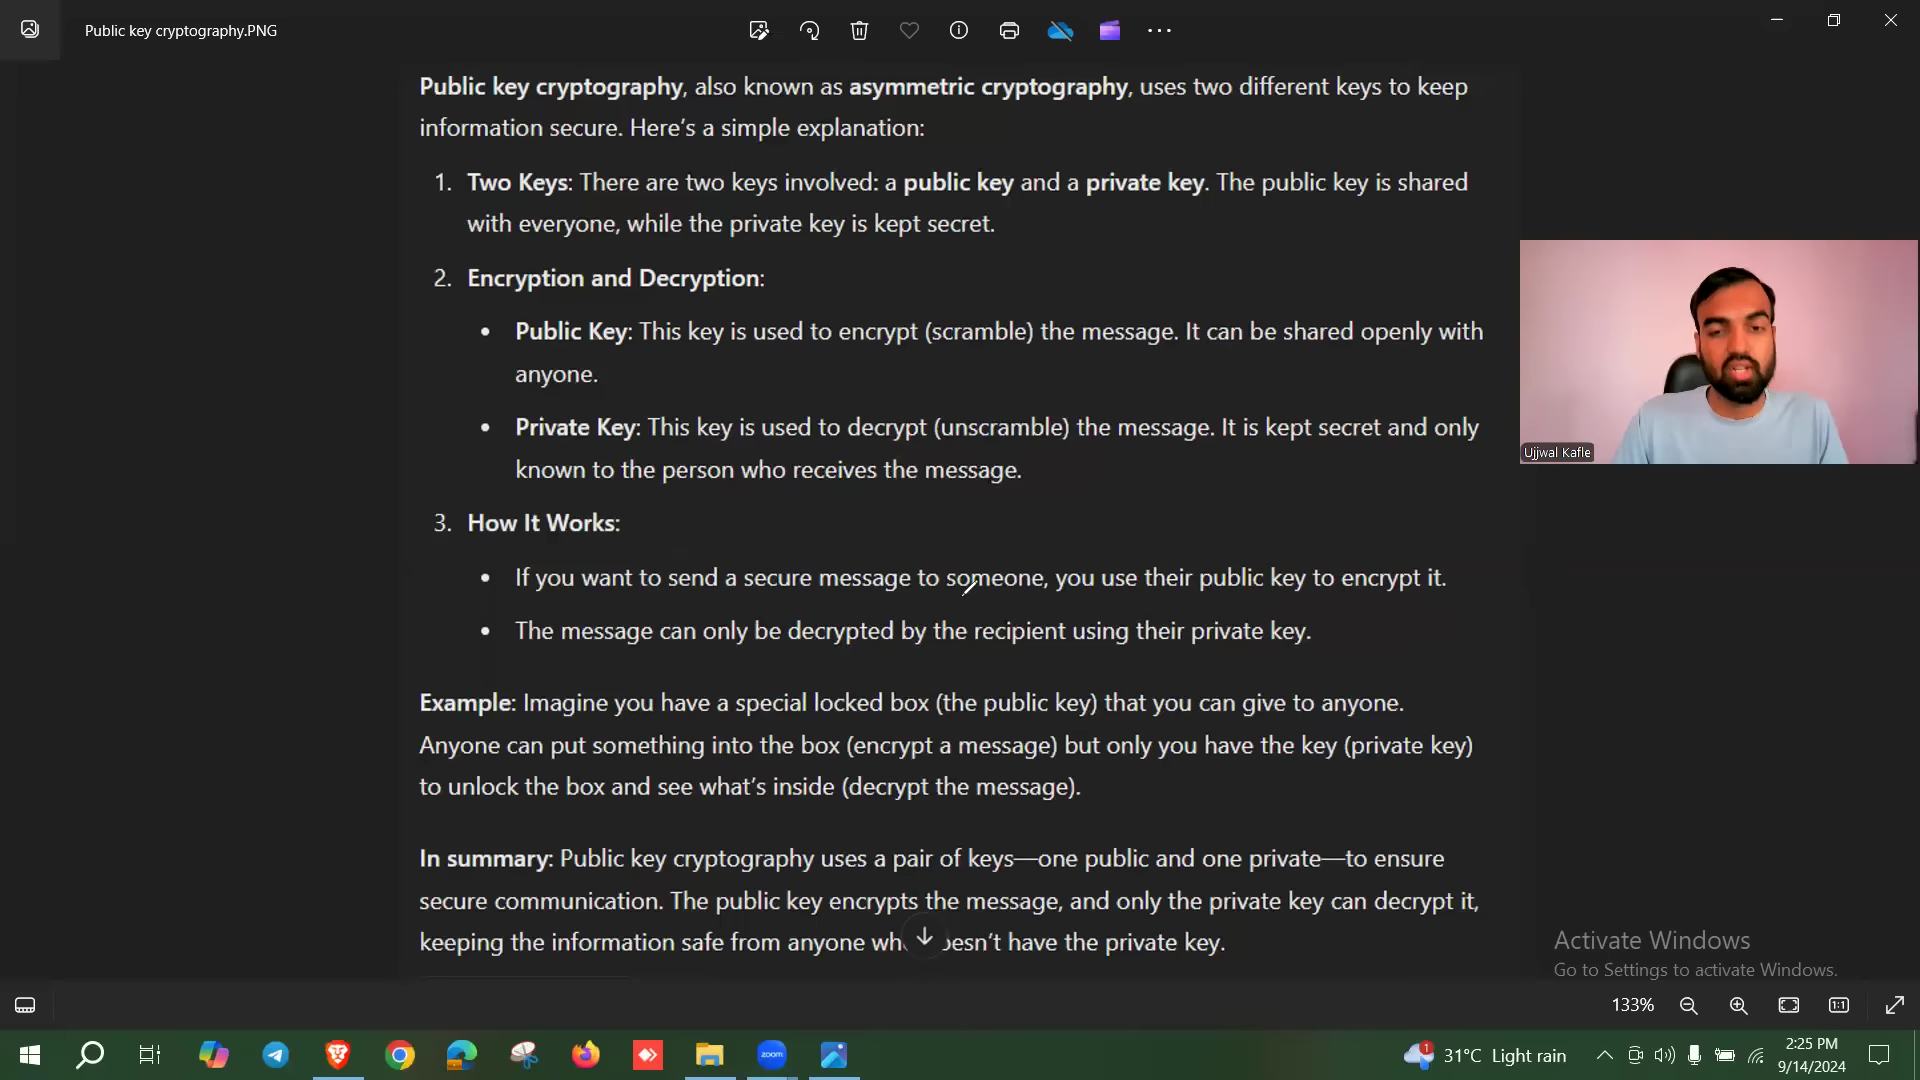 Public key cryptography.PNG
Public key cryptography, also known as asymmetric cryptography, uses two different keys to keep
information secure. Here's a simple explanation:
1. Two Keys: There are two keys involved: a public key and a private key. The public key is shared
with everyone, while the private key is kept secret.
2. Encryption and Decryption:
• Public Key: This key is used to encrypt (scramble) the message. It can be shared openly with
anyone.
• Private Key: This key is used to decrypt (unscramble) the message. It is kept secret and only
known to the person who receives the message.
Ujjwal Kafle
3. How It Works:
• If you want to send a secure message to someone, you use their public key to encrypt it.
• The message can only be decrypted by the recipient using their private key.
Example: Imagine you have a special locked box (the public key) that you can give to anyone.
Anyone can put something into the box (encrypt a message) but only you have the key (private key)
to unlock the box and see what's inside (decrypt the message).
In summary: Public key cryptography uses a pair of keys—one public and one private—to ensure
secure communication. The public key encrypts the message, and only the private key can decrypt it,
keeping the information safe from anyone wh oesn't have the private key.
Activate Windows
Go to Settings to activate Windows.
133%
1:1
zoom
1
31°C Light rain
2:25 PM
9/14/2024